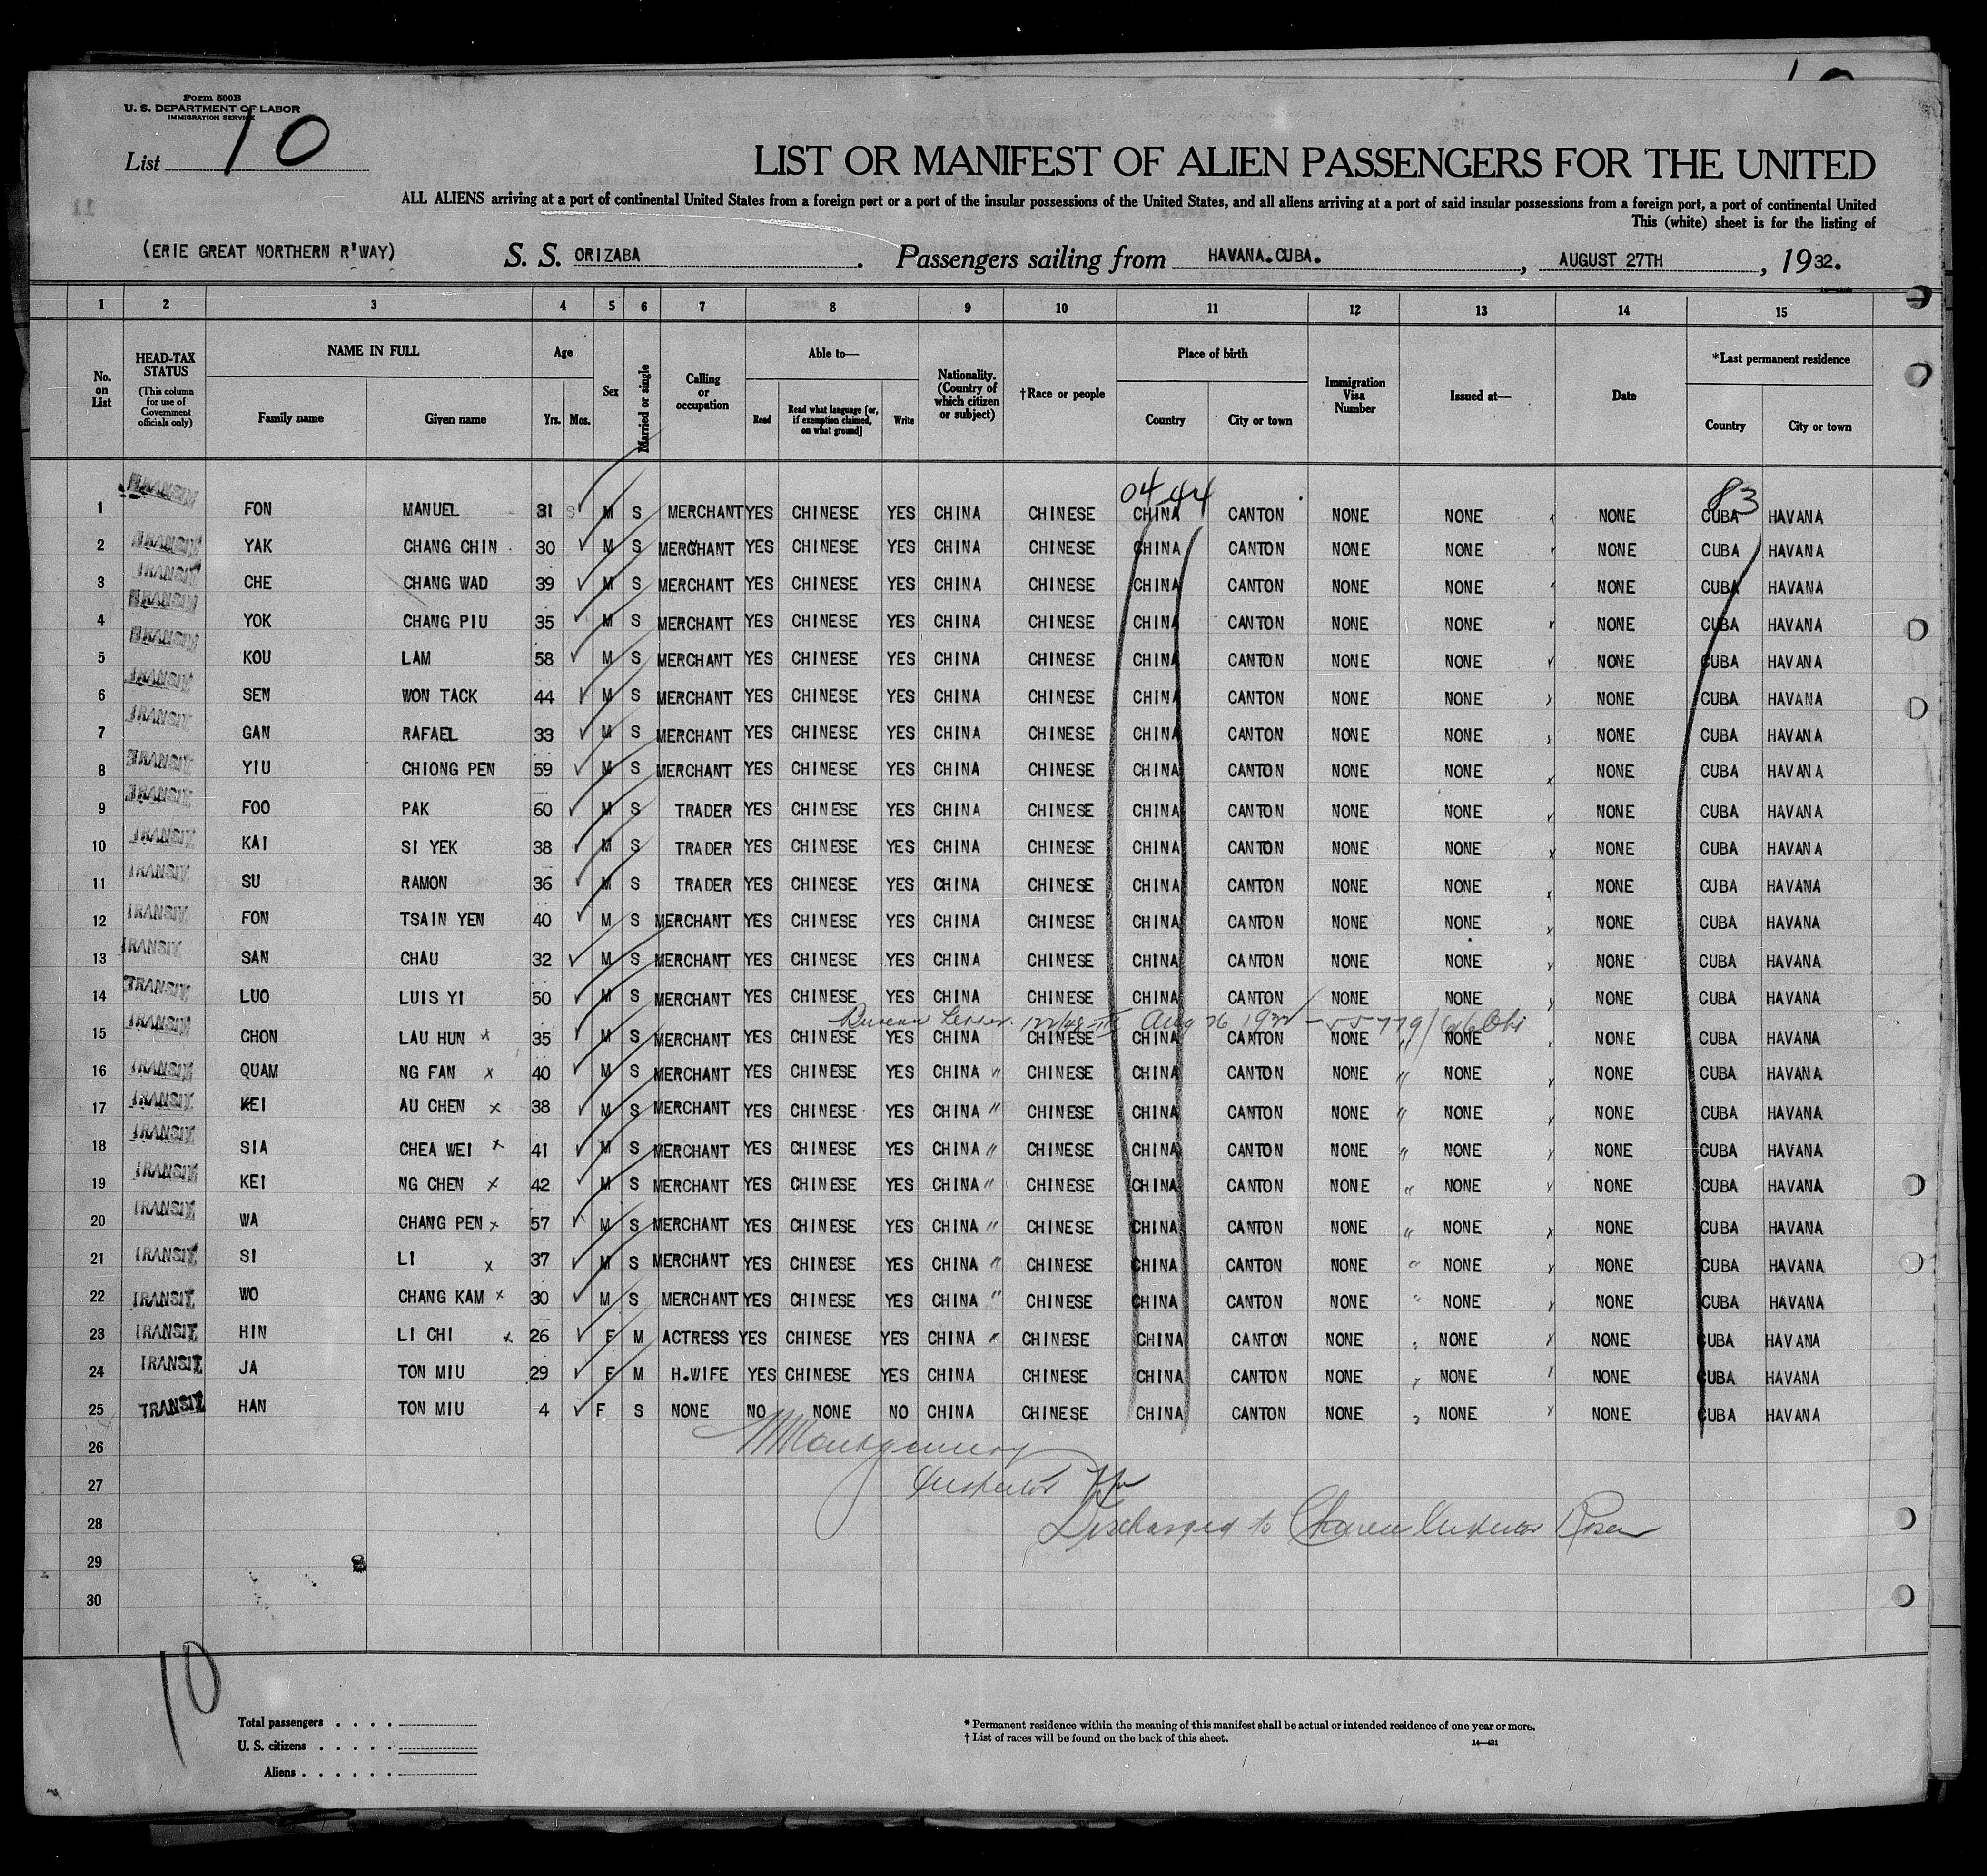 Form 500B
U. S. DEPARTMENT OF LABOR
IMMIGRATION SERVICE
List 10
LIST OR MANIFEST OF ALIEN PASSENGERS FOR THE UNITED
ALL ALIENS arriving at a port of continental United States from a foreign port or a port of the insular possessions of the United States, and all aliens arriving at a port of said insular possessions from a foreign port, a port of continental United
This (white) sheet is for the listing of
(ERIE GREAT NORTHERN R'WAY) S. S. ORIZABA. Passengers sailing from HAVANA.CUBA. , AUGUST 27TH , 1932.
1 2 3 4 5 6 7 8 9 10 11 12 13 14 15
No. on List HEAD-TAX STATUS (This column for use of Government officials only) NAME IN FULL Family name Given name Age Yrs. Mos. Sex Married or single Calling or occupation Able to— Read Read what language [or, if exemption claimed, on what ground] Write Nationality. (Country of which citizen or subject) †Race or people Place of birth Country City or town Immigration Visa Number Issued at— Date *Last permanent residence Country City or town
04 44 83
1 TRANSIT FON MANUEL 31 M S MERCHANT YES CHINESE YES CHINA CHINESE CHINA CANTON NONE NONE NONE CUBA HAVANA
2 TRANSIT YAK CHANG CHIN 30 M S MERCHANT YES CHINESE YES CHINA CHINESE CHINA CANTON NONE NONE NONE CUBA HAVANA
3 TRANSIT CHE CHANG WAD 39 M S MERCHANT YES CHINESE YES CHINA CHINESE CHINA CANTON NONE NONE NONE CUBA HAVANA
4 TRANSIT YOK CHANG PIU 35 M S MERCHANT YES CHINESE YES CHINA CHINESE CHINA CANTON NONE NONE NONE CUBA HAVANA
5 TRANSIT KOU LAM 58 M S MERCHANT YES CHINESE YES CHINA CHINESE CHINA CANTON NONE NONE NONE CUBA HAVANA
6 TRANSIT SEN WON TACK 44 M S MERCHANT YES CHINESE YES CHINA CHINESE CHINA CANTON NONE NONE NONE CUBA HAVANA
7 TRANSIT GAN RAFAEL 33 M S MERCHANT YES CHINESE YES CHINA CHINESE CHINA CANTON NONE NONE NONE CUBA HAVANA
8 TRANSIT YIU CHIONG PEN 59 M S MERCHANT YES CHINESE YES CHINA CHINESE CHINA CANTON NONE NONE NONE CUBA HAVANA
9 TRANSIT FOO PAK 60 M S TRADER YES CHINESE YES CHINA CHINESE CHINA CANTON NONE NONE NONE CUBA HAVANA
10 TRANSIT KAI SI YEK 38 M S TRADER YES CHINESE YES CHINA CHINESE CHINA CANTON NONE NONE NONE CUBA HAVANA
11 TRANSIT SU RAMON 36 M S TRADER YES CHINESE YES CHINA CHINESE CHINA CANTON NONE NONE NONE CUBA HAVANA
12 TRANSIT FON TSAIN YEN 40 M S MERCHANT YES CHINESE YES CHINA CHINESE CHINA CANTON NONE NONE NONE CUBA HAVANA
13 TRANSIT SAN CHAU 32 M S MERCHANT YES CHINESE YES CHINA CHINESE CHINA CANTON NONE NONE NONE CUBA HAVANA
14 TRANSIT LUO LUIS YI 50 M S MERCHANT YES CHINESE YES CHINA CHINESE CHINA CANTON NONE NONE NONE CUBA HAVANA
Bureau Letter Aug 26 1932 - 55779/
15 TRANSIT CHON LAU HUN x 35 M S MERCHANT YES CHINESE YES CHINA CHINESE CHINA CANTON NONE " NONE NONE CUBA HAVANA
16 TRANSIT QUAM NG FAN x 40 M S MERCHANT YES CHINESE YES CHINA " CHINESE CHINA CANTON NONE " NONE NONE CUBA HAVANA
17 TRANSIT KEI AU CHEN x 38 M S MERCHANT YES CHINESE YES CHINA " CHINESE CHINA CANTON NONE " NONE NONE CUBA HAVANA
18 TRANSIT SIA CHEA WEI x 41 M S MERCHANT YES CHINESE YES CHINA " CHINESE CHINA CANTON NONE " NONE NONE CUBA HAVANA
19 TRANSIT KEI NG CHEN x 42 M S MERCHANT YES CHINESE YES CHINA " CHINESE CHINA CANTON NONE " NONE NONE CUBA HAVANA
20 TRANSIT WA CHANG PEN x 57 M S MERCHANT YES CHINESE YES CHINA " CHINESE CHINA CANTON NONE " NONE NONE CUBA HAVANA
21 TRANSIT SI LI x 37 M S MERCHANT YES CHINESE YES CHINA " CHINESE CHINA CANTON NONE " NONE NONE CUBA HAVANA
22 TRANSIT WO CHANG KAM x 30 M S MERCHANT YES CHINESE YES CHINA " CHINESE CHINA CANTON NONE " NONE NONE CUBA HAVANA
23 TRANSIT HIN LI CHI x 26 F M ACTRESS YES CHINESE YES CHINA " CHINESE CHINA CANTON NONE NONE NONE CUBA HAVANA
24 TRANSIT JA TON MIU 29 F M H.WIFE YES CHINESE YES CHINA CHINESE CHINA CANTON NONE NONE NONE CUBA HAVANA
25 TRANSIT HAN TON MIU 4 F S NONE NO NONE NO CHINA CHINESE CHINA CANTON NONE NONE NONE CUBA HAVANA
26 Montgomery
27 Inspector
28 Discharged to Inspector Rosen
29
30
10
Total passengers . . . .
U. S. citizens . . . . .
Aliens . . . . . .
* Permanent residence within the meaning of this manifest shall be actual or intended residence of one year or more.
† List of races will be found on the back of this sheet.
14—431